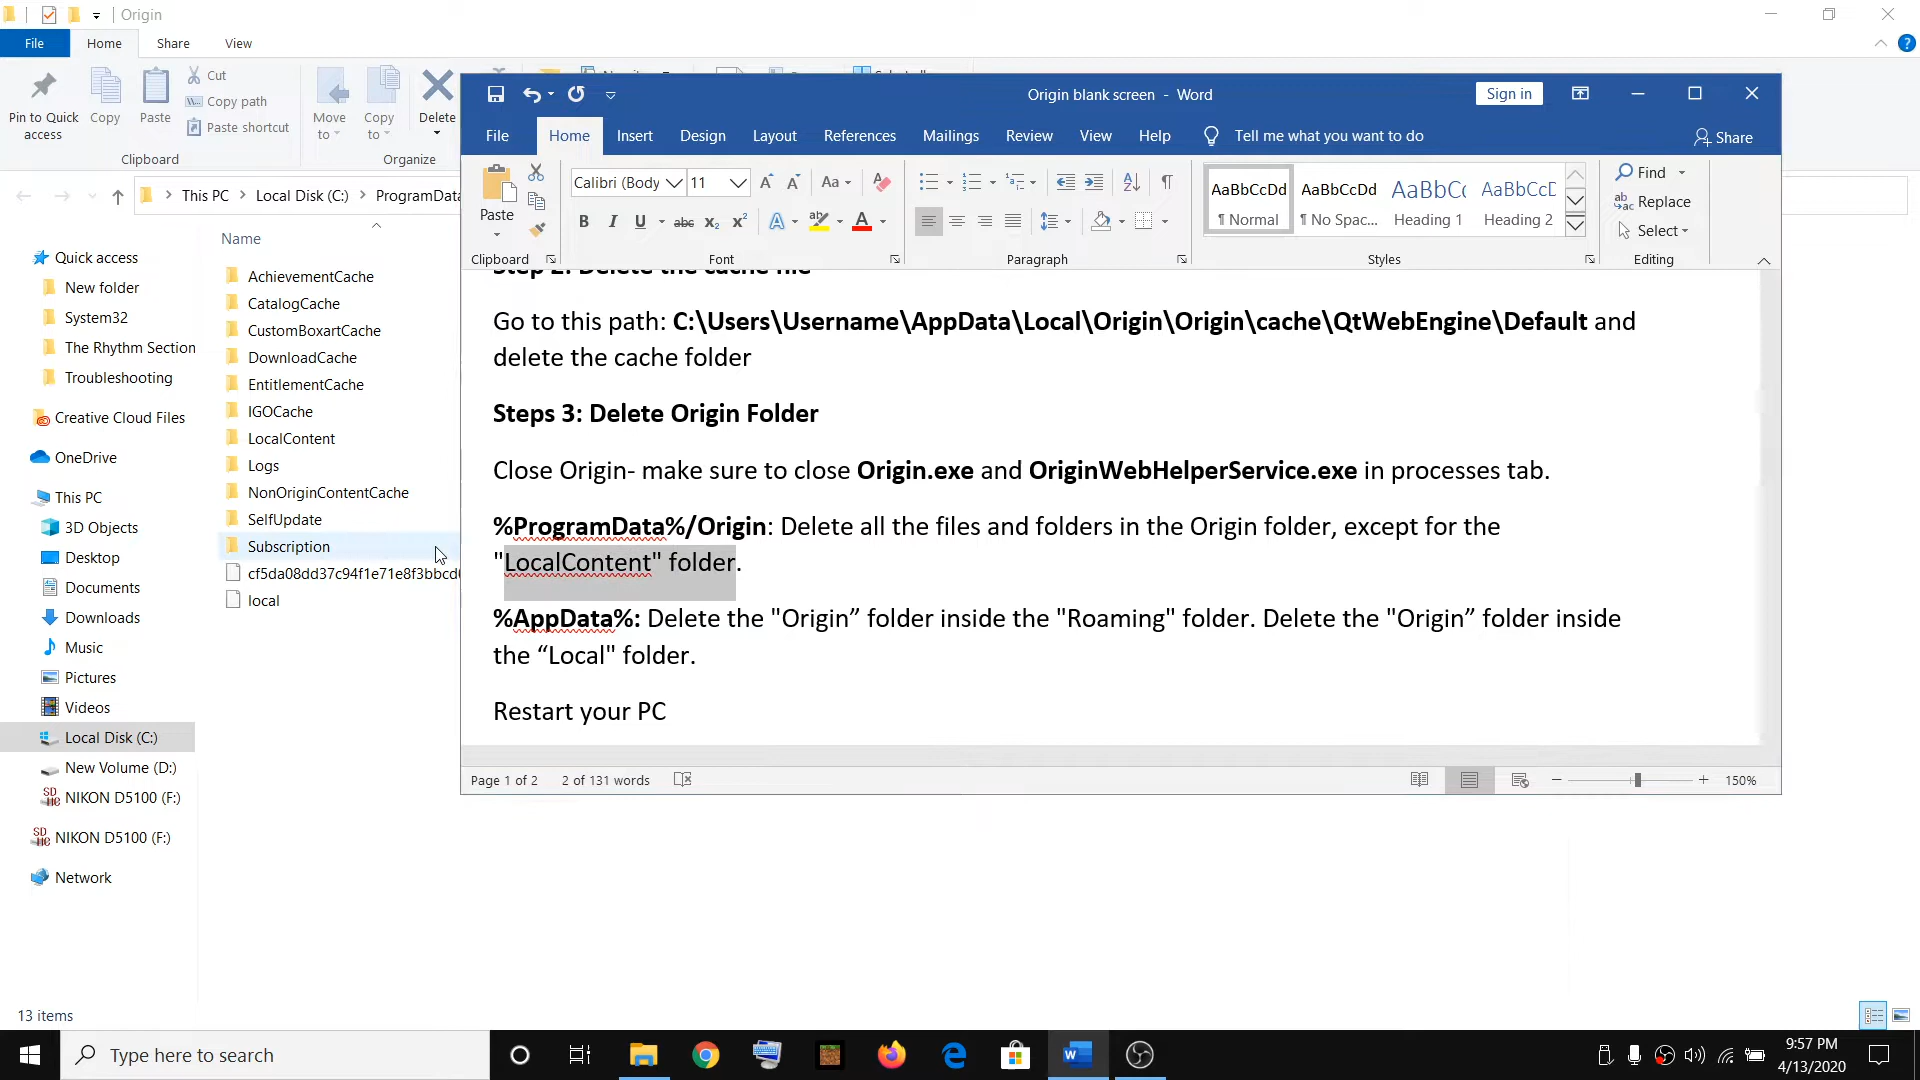 Origin
File
Home
Share
View
Pin to Quick access
Copy
Paste
Cut
Copy path
Paste shortcut
Move to
Copy to
Delete
Clipboard
Organize
This PC
Local Disk (C:)
ProgramData
Name
Quick access
New folder
System32
The Rhythm Section
Troubleshooting
Creative Cloud Files
OneDrive
This PC
3D Objects
Desktop
Documents
Downloads
Music
Pictures
Videos
Local Disk (C:)
New Volume (D:)
NIKON D5100 (F:)
NIKON D5100 (F:)
Network
AchievementCache
CatalogCache
CustomBoxartCache
DownloadCache
EntitlementCache
IGOCache
LocalContent
Logs
NonOriginContentCache
SelfUpdate
Subscription
local
13 items
Origin blank screen - Word
Sign in
File
Home
Insert
Design
Layout
References
Mailings
Review
View
Help
Tell me what you want to do
Share
Paste
Calibri (Body
11
Aa
B I U abc x₂ x²
AaBbCcDd
¶ Normal
AaBbCcDd
¶ No Spac...
AaBbCc
Heading 1
AaBbCcD
Heading 2
Find
Replace
Select
Clipboard
Font
Paragraph
Styles
Editing
Step 2: Delete the cache file
Go to this path: C:\Users\Username\AppData\Local\Origin\Origin\cache\QtWebEngine\Default and
delete the cache folder
Steps 3: Delete Origin Folder
Close Origin- make sure to close Origin.exe and OriginWebHelperService.exe in processes tab.
%ProgramData%/Origin: Delete all the files and folders in the Origin folder, except for the
"LocalContent" folder.
%AppData%: Delete the "Origin” folder inside the "Roaming" folder. Delete the "Origin” folder inside
the “Local" folder.
Restart your PC
Page 1 of 2
2 of 131 words
150%
Type here to search
9:57 PM
4/13/2020